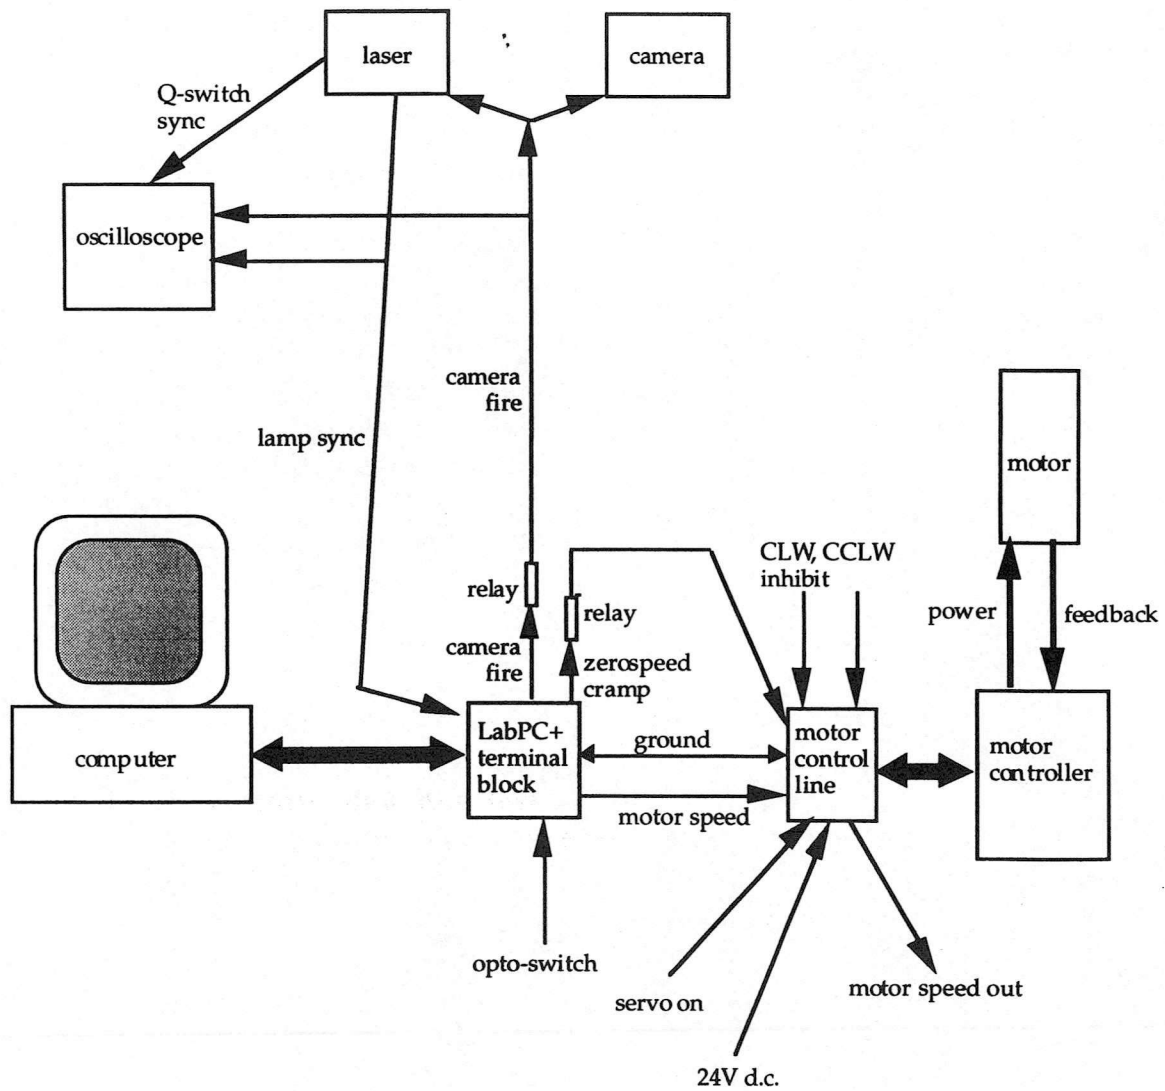 laser
camera
Q-switch
sync
oscilloscope
camera
fire
lamp sync
motor
CLW, CCLW
inhibit
relay
relay
power
feedback
camera
fire
zerospeed
cramp
computer
LabPC+
terminal
block
ground
motor
control
line
motor
controller
motor speed
opto-switch
servo on
motor speed out
24V d.c.